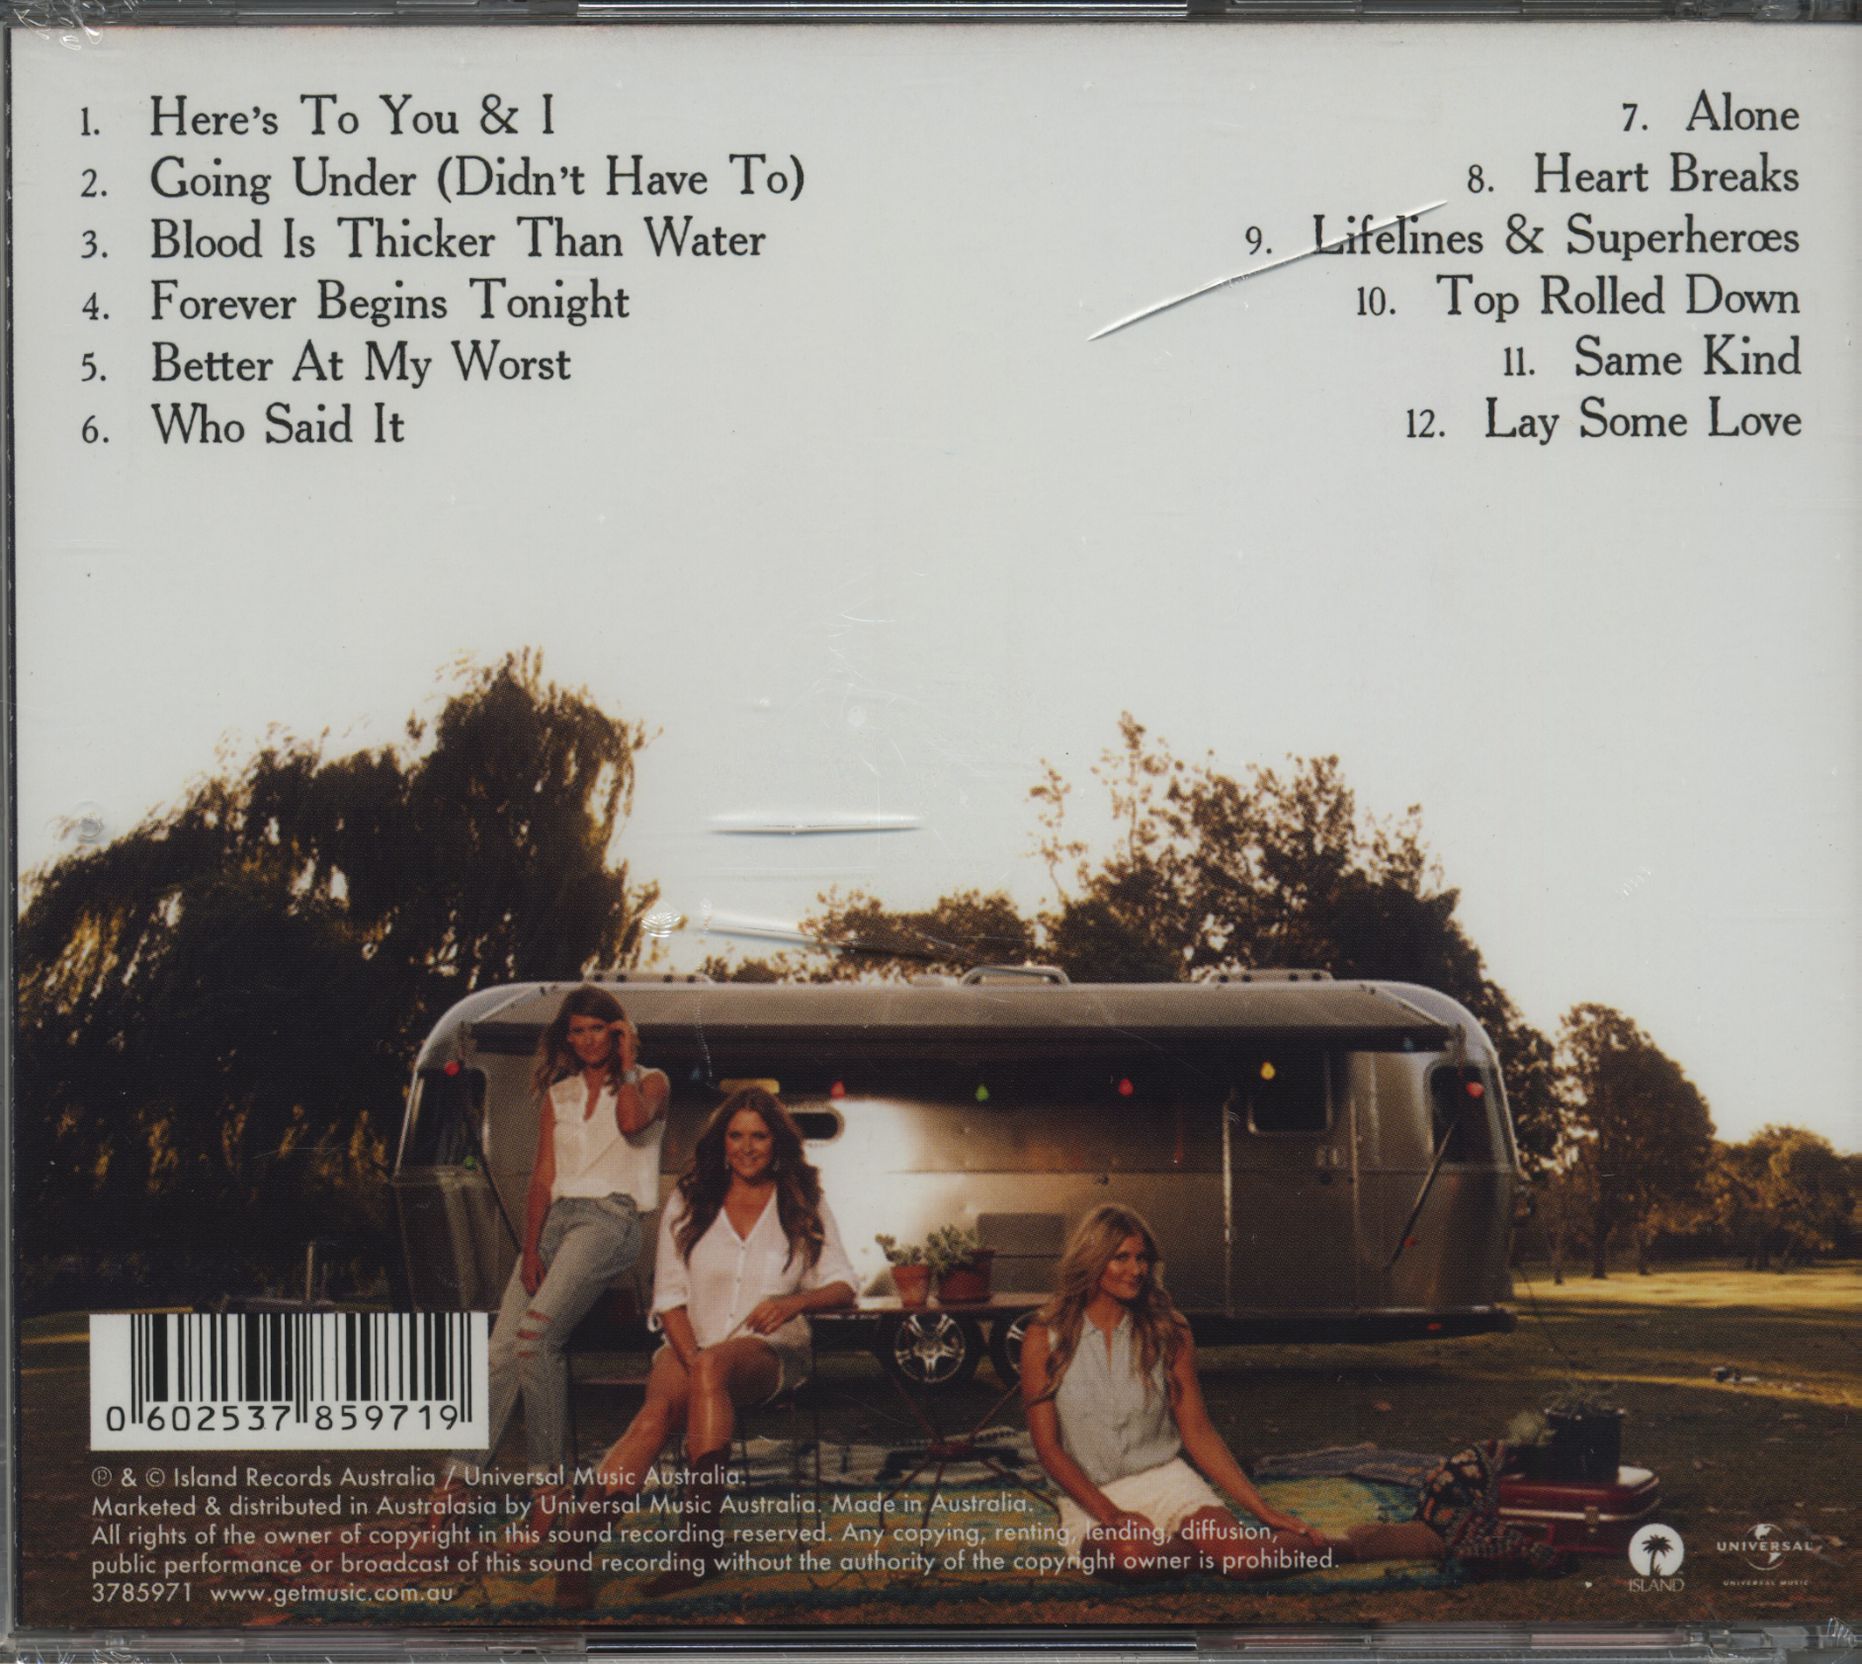 1. Here's To You & I
2. Going Under (Didn't Have To)
3. Blood Is Thicker Than Water
4. Forever Begins Tonight
5. Better At My Worst
6. Who Said It
7. Alone
8. Heart Breaks
9. Lifelines & Superherœs
10. Top Rolled Down
11. Same Kind
12. Lay Some Love
0 602537 859719
℗ & © Island Records Australia / Universal Music Australia.
Marketed & distributed in Australasia by Universal Music Australia. Made in Australia.
All rights of the owner of copyright in this sound recording reserved. Any copying, renting, lending, diffusion,
public performance or broadcast of this sound recording without the authority of the copyright owner is prohibited.
3785971 www.getmusic.com.au
ISLAND
UNIVERSAL
UNIVERSAL MUSIC